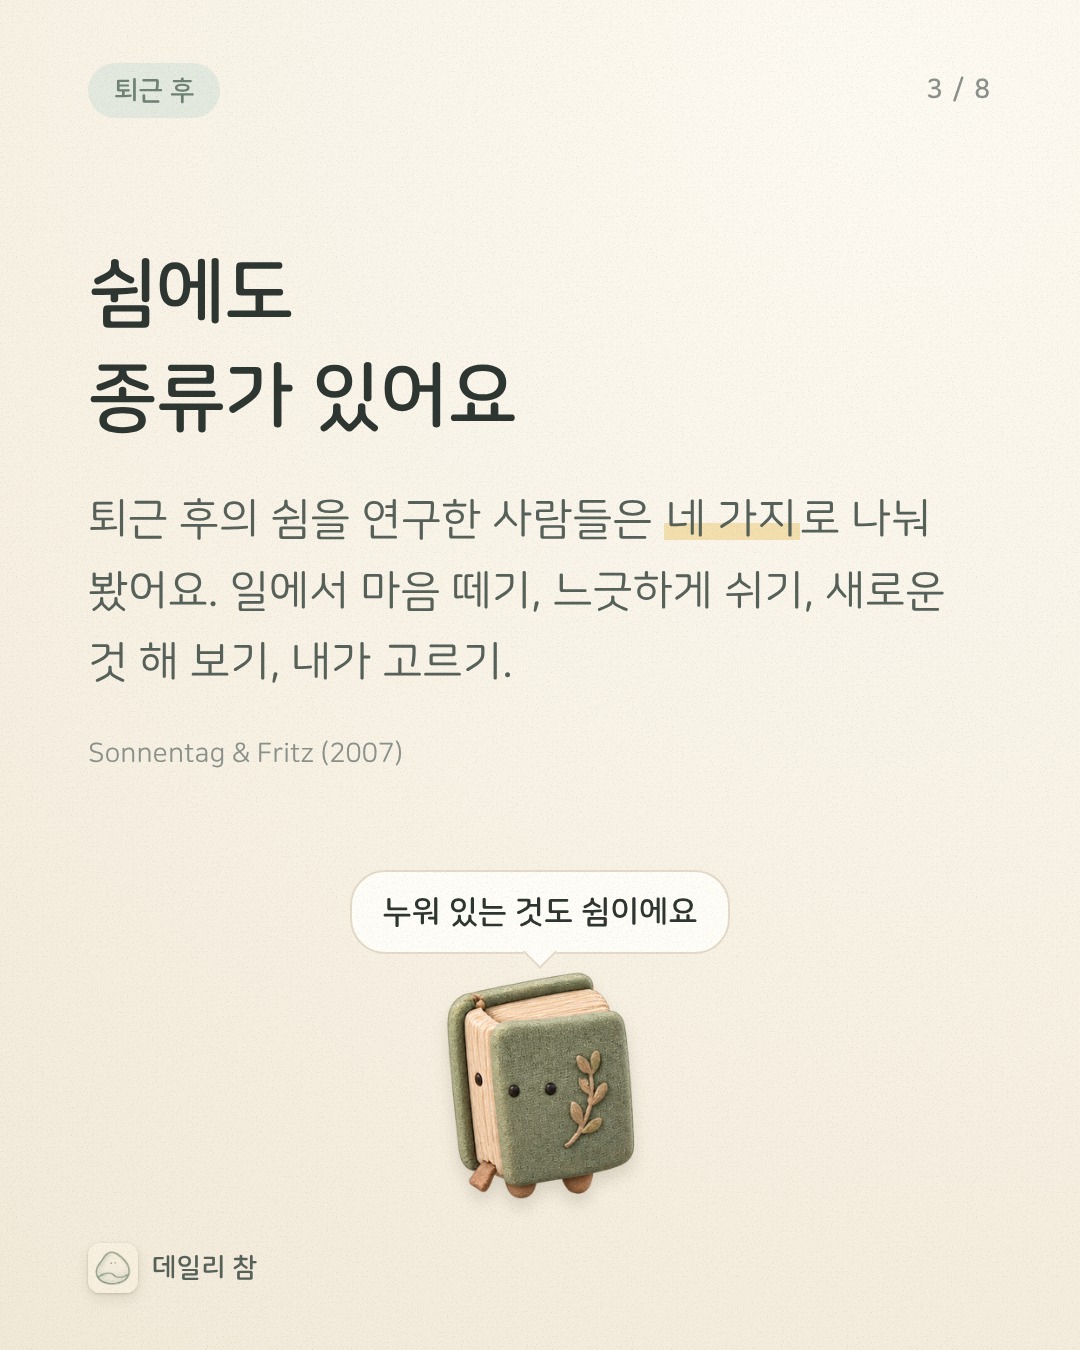 퇴근 후
3 / 8
쉼에도
종류가 있어요
퇴근 후의 쉼을 연구한 사람들은 네 가지로 나눠
봤어요. 일에서 마음 떼기, 느긋하게 쉬기, 새로운
것 해 보기, 내가 고르기.
Sonnentag & Fritz (2007)
누워 있는 것도 쉼이에요
데일리 참